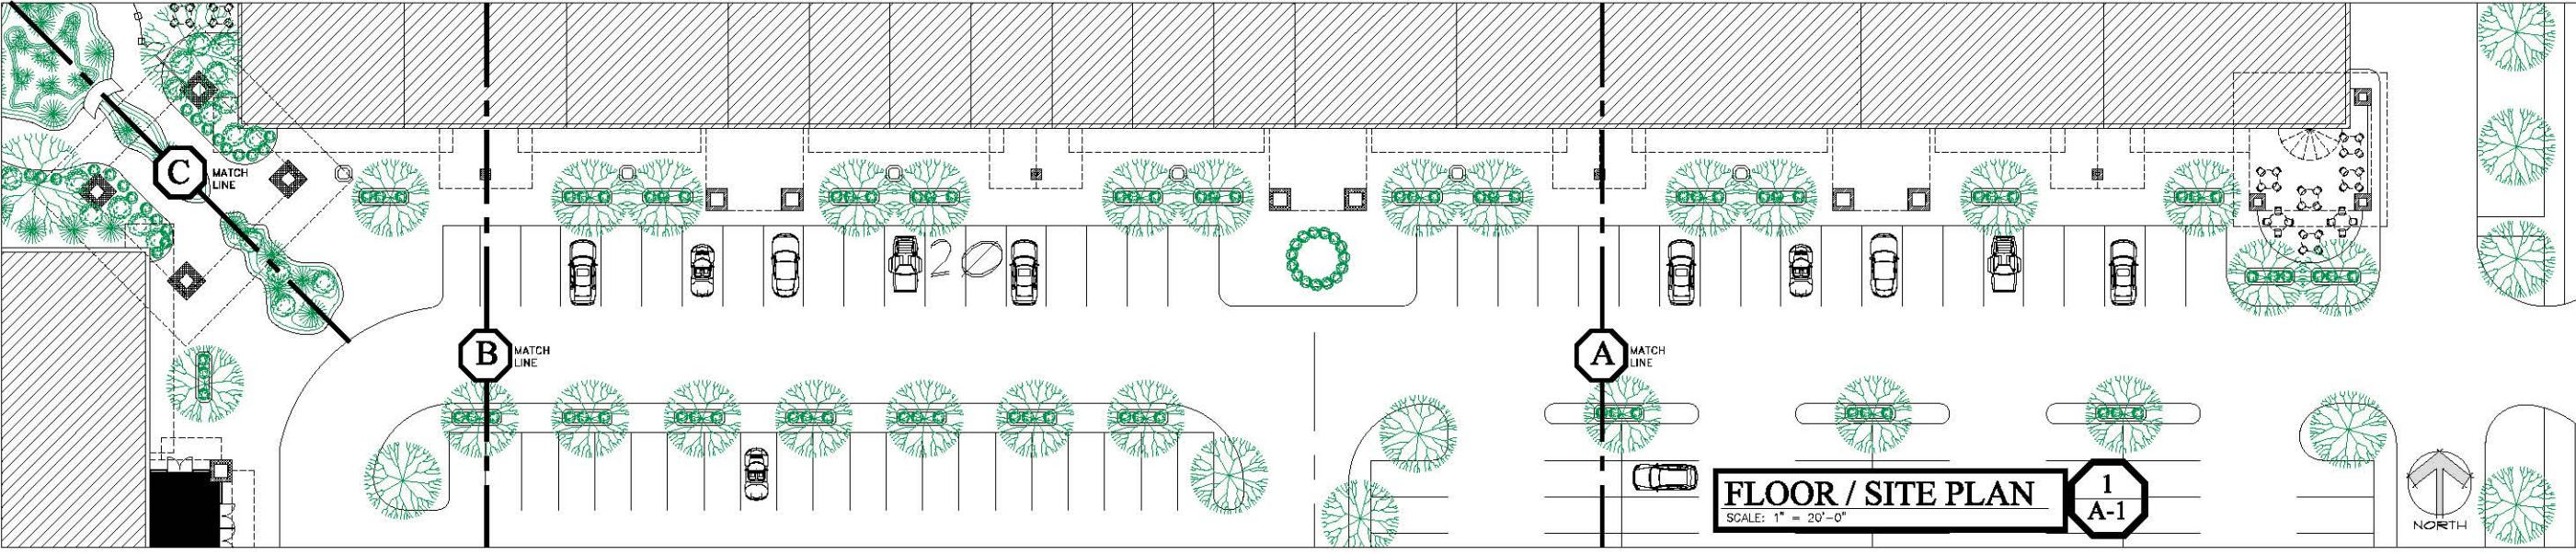 C
MATCH
LINE
20
B
MATCH
LINE
A
MATCH
LINE
FLOOR / SITE PLAN
SCALE: 1" = 20'-0"
1
A-1
NORTH